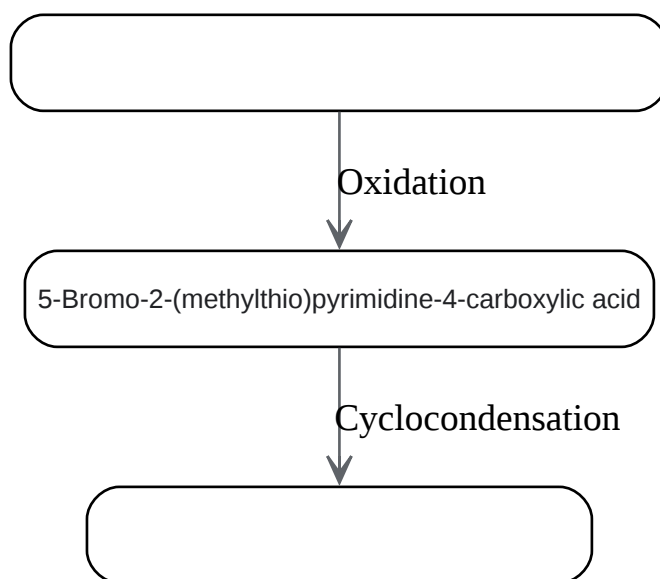 Oxidation
5-Bromo-2-(methylthio)pyrimidine-4-carboxylic acid
Cyclocondensation